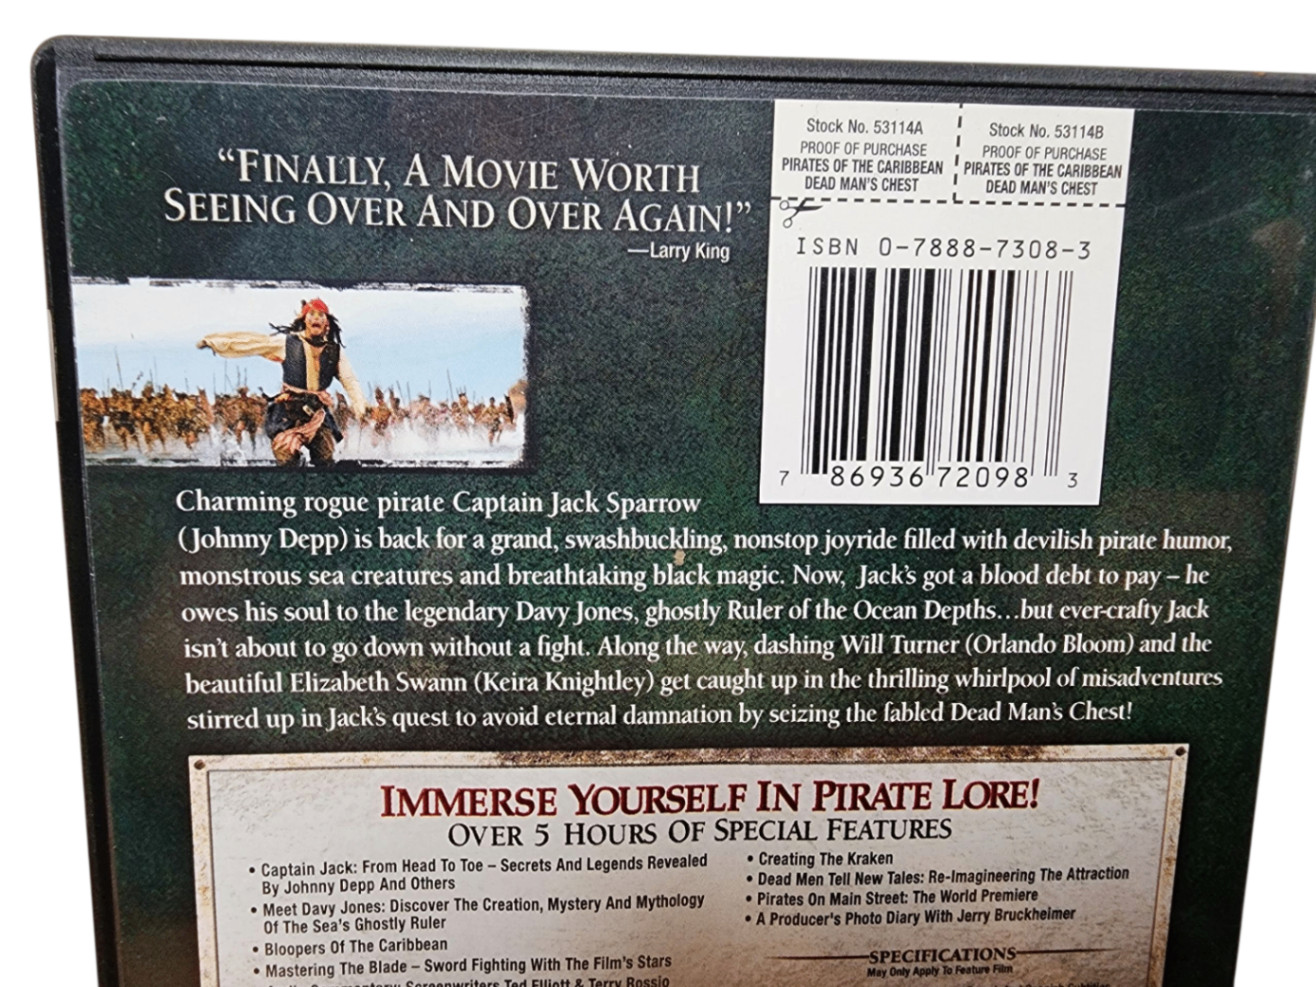 “FINALLY, A MOVIE WORTH
SEEING OVER AND OVER AGAIN!”
—Larry King
Stock No. 53114A
PROOF OF PURCHASE
PIRATES OF THE CARIBBEAN
DEAD MAN'S CHEST
Stock No. 53114B
PROOF OF PURCHASE
PIRATES OF THE CARIBBEAN
DEAD MAN'S CHEST
ISBN 0-7888-7308-3
7 86936 72098 3
Charming rogue pirate Captain Jack Sparrow
(Johnny Depp) is back for a grand, swashbuckling, nonstop joyride filled with devilish pirate humor,
monstrous sea creatures and breathtaking black magic. Now, Jack's got a blood debt to pay – he
owes his soul to the legendary Davy Jones, ghostly Ruler of the Ocean Depths...but ever-crafty Jack
isn't about to go down without a fight. Along the way, dashing Will Turner (Orlando Bloom) and the
beautiful Elizabeth Swann (Keira Knightley) get caught up in the thrilling whirlpool of misadventures
stirred up in Jack's quest to avoid eternal damnation by seizing the fabled Dead Man's Chest!
IMMERSE YOURSELF IN PIRATE LORE!
OVER 5 HOURS OF SPECIAL FEATURES
• Captain Jack: From Head To Toe – Secrets And Legends Revealed
By Johnny Depp And Others
• Meet Davy Jones: Discover The Creation, Mystery And Mythology
Of The Sea's Ghostly Ruler
• Bloopers Of The Caribbean
• Mastering The Blade – Sword Fighting With The Film's Stars
Commentary: Screenwriters Ted Elliott & Terry Rossio
• Creating The Kraken
• Dead Men Tell New Tales: Re-Imagineering The Attraction
• Pirates On Main Street: The World Premiere
• A Producer's Photo Diary With Jerry Bruckheimer
SPECIFICATIONS
May Only Apply To Feature Film